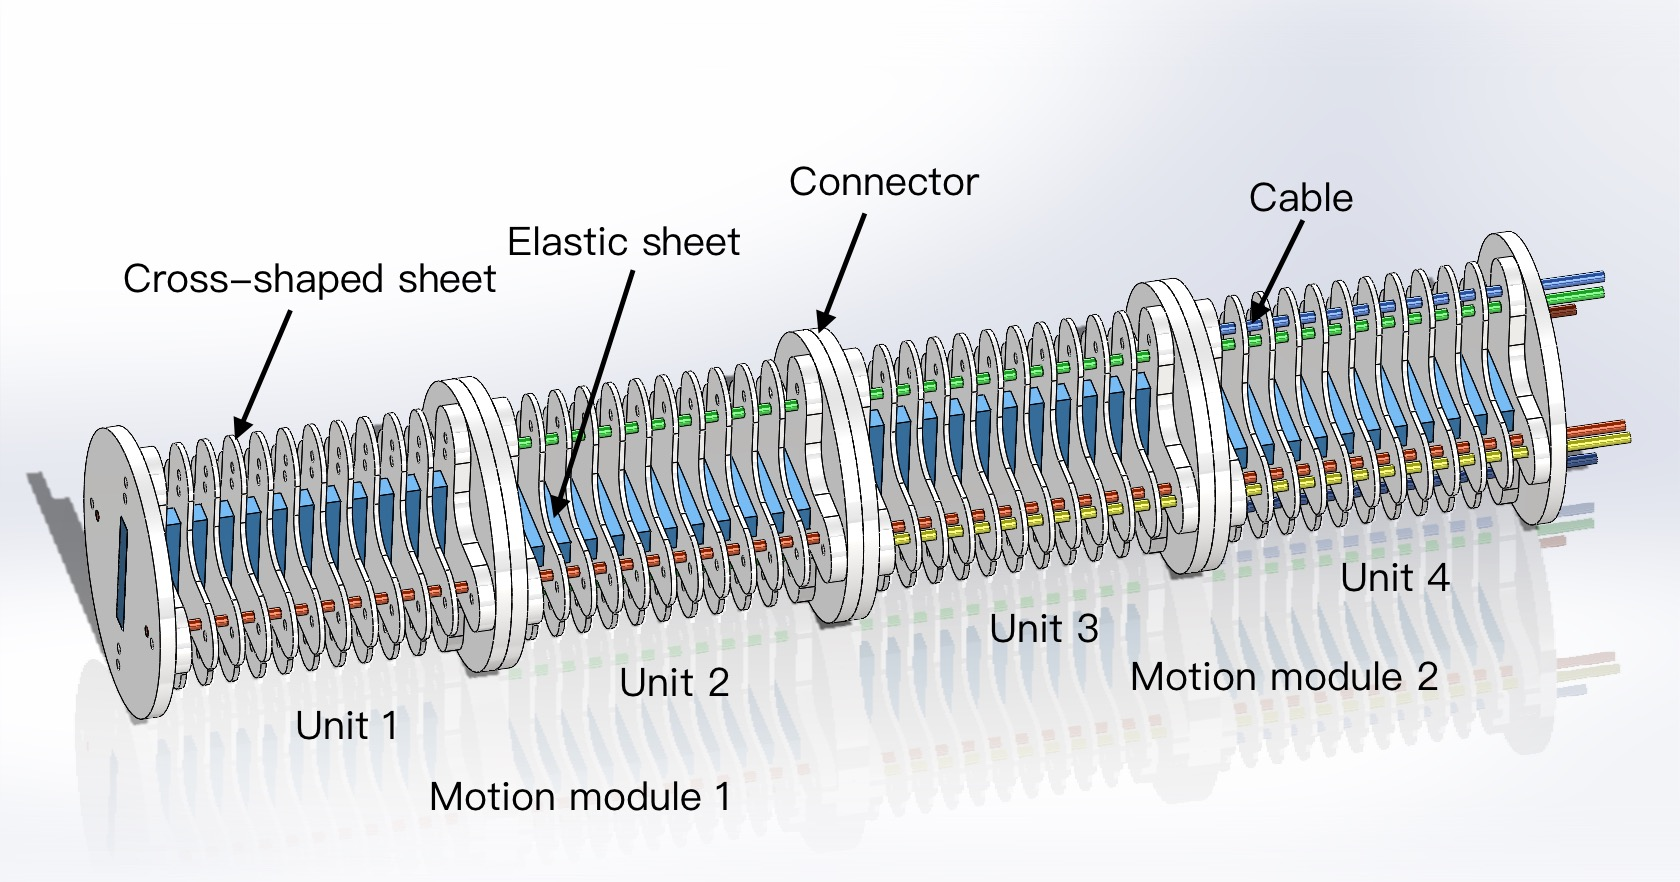 Connector
Cable
Elastic sheet
Cross-shaped sheet
Unit 4
Unit 3
Motion module 2
Unit 2
Unit 1
Motion module 1